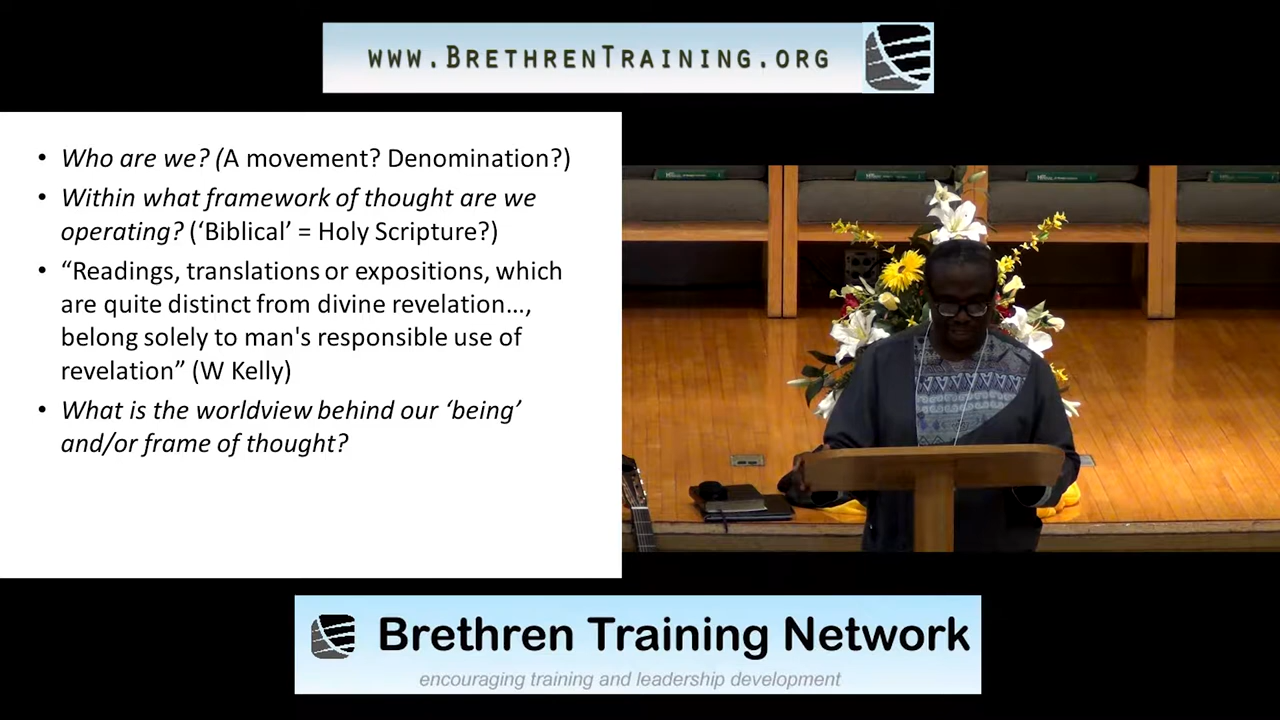 www.BrethrenTraining.org
• Who are we? (A movement? Denomination?)
• Within what framework of thought are we
operating? (‘Biblical’ = Holy Scripture?)
• “Readings, translations or expositions, which
are quite distinct from divine revelation…,
belong solely to man's responsible use of
revelation” (W Kelly)
• What is the worldview behind our ‘being’
and/or frame of thought?
Brethren Training Network
encouraging training and leadership development